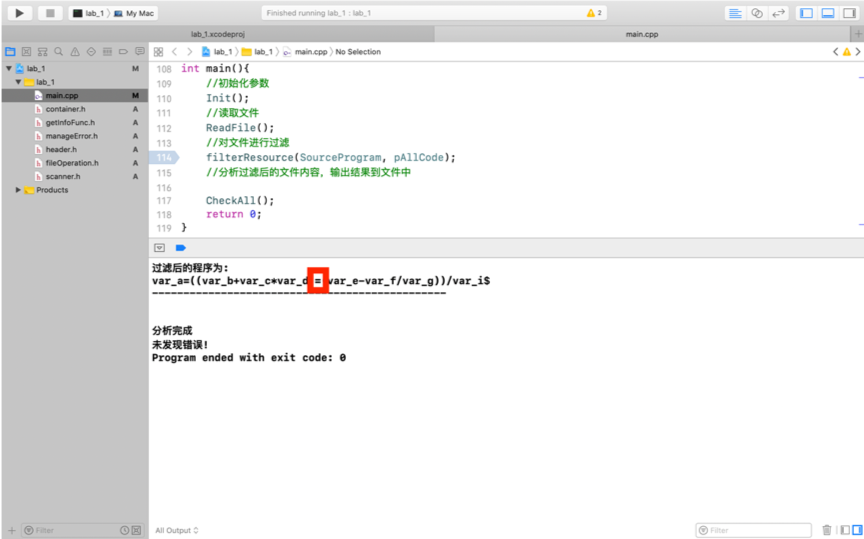 lab_1 〉 My Mac
Finished running lab_1 : lab_1
2
lab_1.xcodeproj
main.cpp
lab_1 〉 lab_1 〉 main.cpp 〉 No Selection
lab_1 M
lab_1
main.cpp M
container.h A
getInfoFunc.h A
manageError.h A
header.h A
fileOperation.h A
scanner.h A
Products
108 int main(){
109 //初始化参数
110 Init();
111 //读取文件
112 ReadFile();
113 //对文件进行过滤
114 filterResource(SourceProgram, pAllCode);
115 //分析过滤后的文件内容, 输出结果到文件中
116
117 CheckAll();
118 return 0;
119 }
过滤后的程序为:
var_a=((var_b+var_c*var_d = var_e-var_f/var_g))/var_i$
-----------------------------------------------
分析完成
未发现错误!
Program ended with exit code: 0
Filter
All Output
Filter